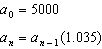 a₀ = 5000
aₙ = aₙ₋₁(1.035)